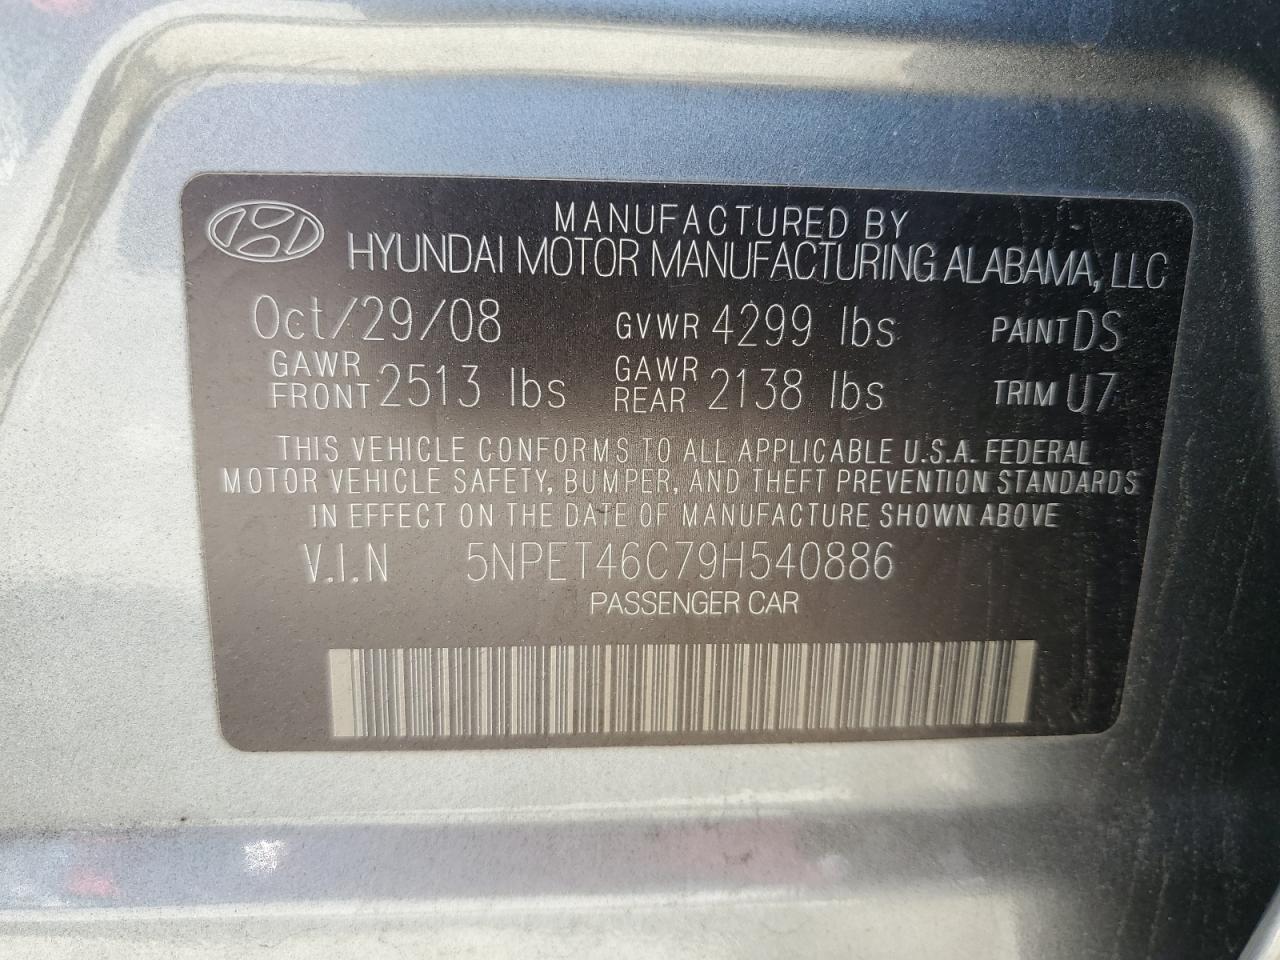 MANUFACTURED BY
HYUNDAI MOTOR MANUFACTURING ALABAMA, LLC
Oct/29/08 GVWR 4299 lbs PAINT DS
GAWR FRONT 2513 lbs GAWR REAR 2138 lbs TRIM U7
THIS VEHICLE CONFORMS TO ALL APPLICABLE U.S.A. FEDERAL
MOTOR VEHICLE SAFETY, BUMPER, AND THEFT PREVENTION STANDARDS
IN EFFECT ON THE DATE OF MANUFACTURE SHOWN ABOVE
V.I.N 5NPET46C79H540886
PASSENGER CAR